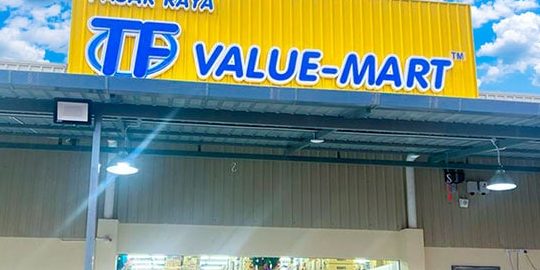 PASAR RAYA
TF VALUE-MART™